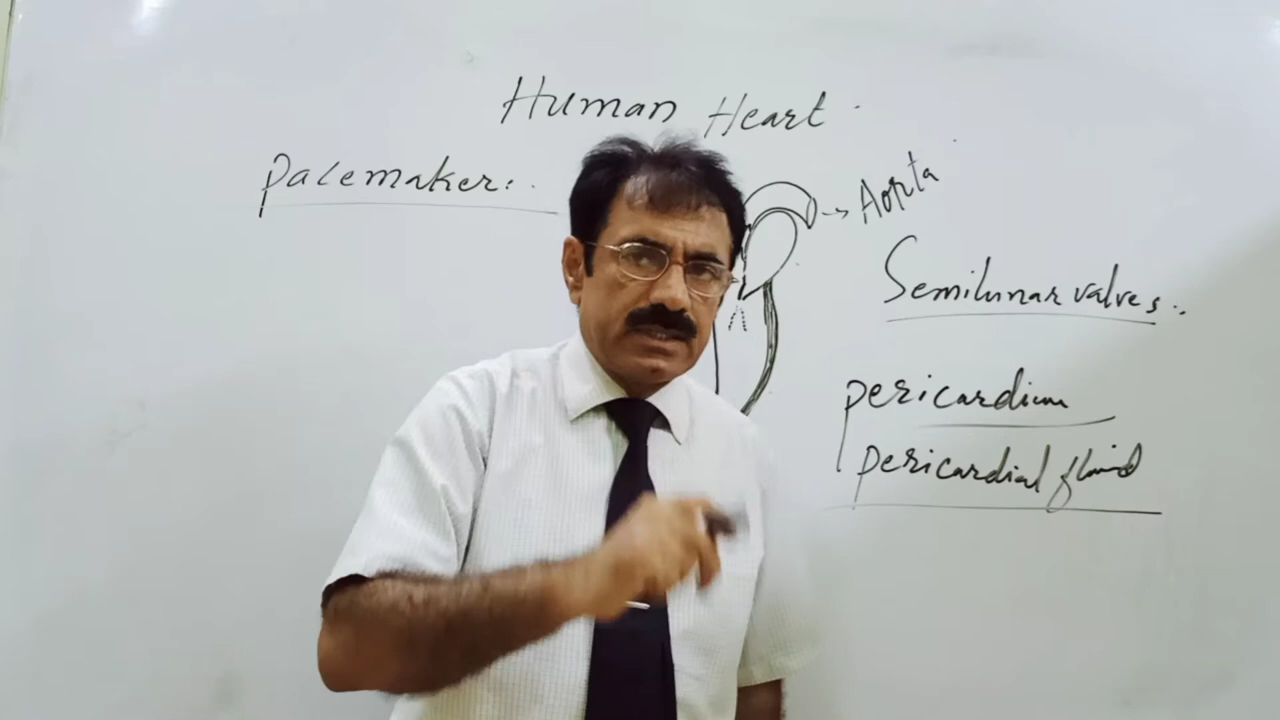 Human Heart.
Pacemaker:.
→ Aorta
Semilunar valves:.
pericardium
pericardial fluid